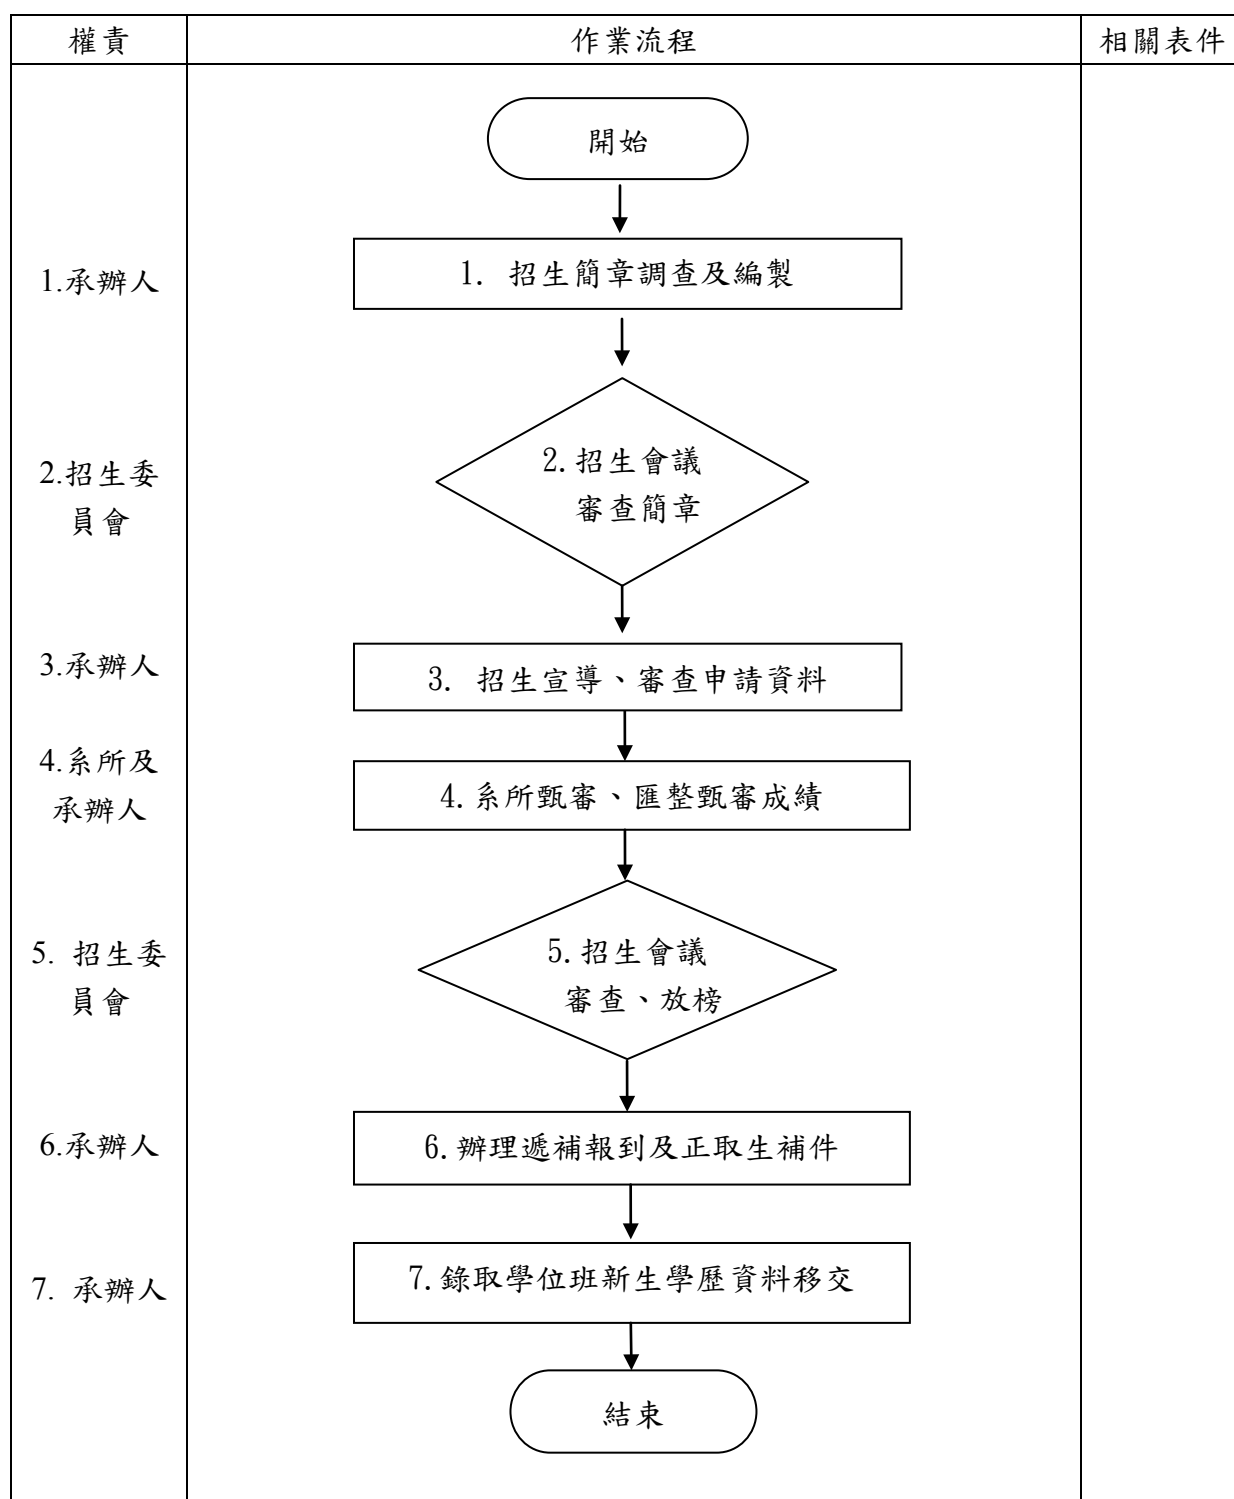 權責
作業流程
相關表件
開始
1.承辦人
1. 招生簡章調查及編製
2.招生委
員會
2.招生會議
審查簡章
3.承辦人
3. 招生宣導、審查申請資料
4.系所及
承辦人
4.系所甄審、匯整甄審成績
5. 招生委
員會
5.招生會議
審查、放榜
6.承辦人
6.辦理遞補報到及正取生補件
7. 承辦人
7.錄取學位班新生學歷資料移交
結束